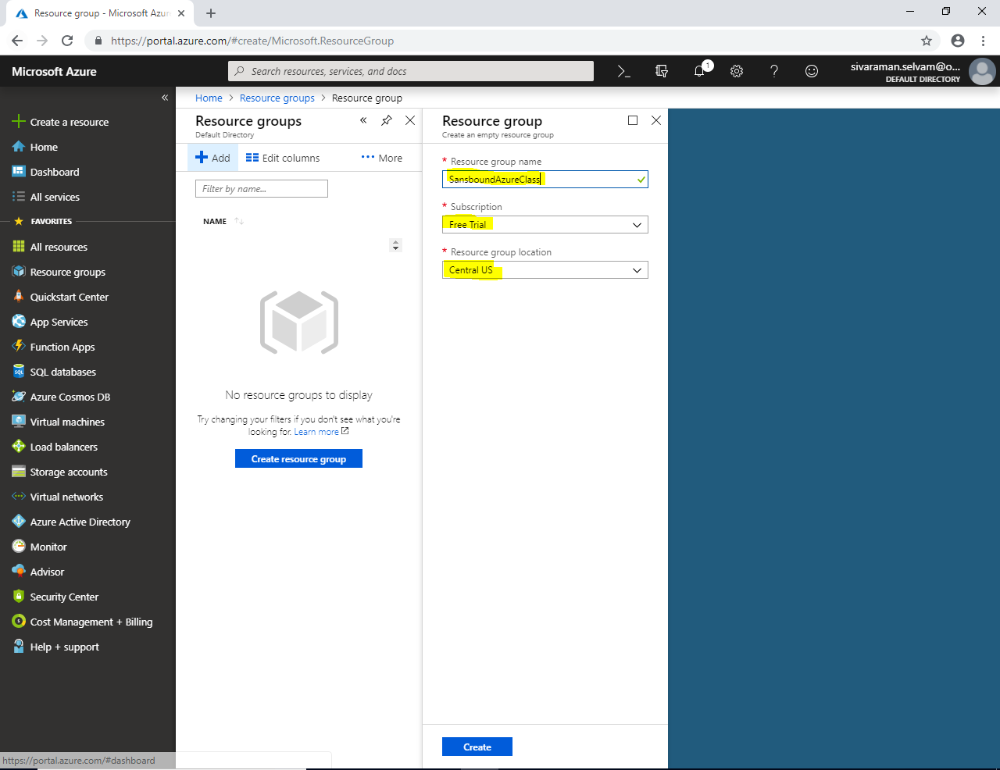 Resource group - Microsoft Azur
https://portal.azure.com/#create/Microsoft.ResourceGroup
Microsoft Azure
Search resources, services, and docs
1
sivaraman.selvam@o...
DEFAULT DIRECTORY
Home > Resource groups > Resource group
Create a resource
Home
Dashboard
All services
FAVORITES
All resources
Resource groups
Quickstart Center
App Services
Function Apps
SQL
SQL databases
Azure Cosmos DB
Virtual machines
Load balancers
Storage accounts
Virtual networks
Azure Active Directory
Monitor
Advisor
Security Center
Cost Management + Billing
Help + support
https://portal.azure.com/#dashboard
Resource groups
Default Directory
Add
Edit columns
More
Filter by name...
NAME
No resource groups to display
Try changing your filters if you don't see what you're
looking for. Learn more
Create resource group
Resource group
Create an empty resource group
* Resource group name
SansboundAzureClass
* Subscription
Free Trial
* Resource group location
Central US
Create